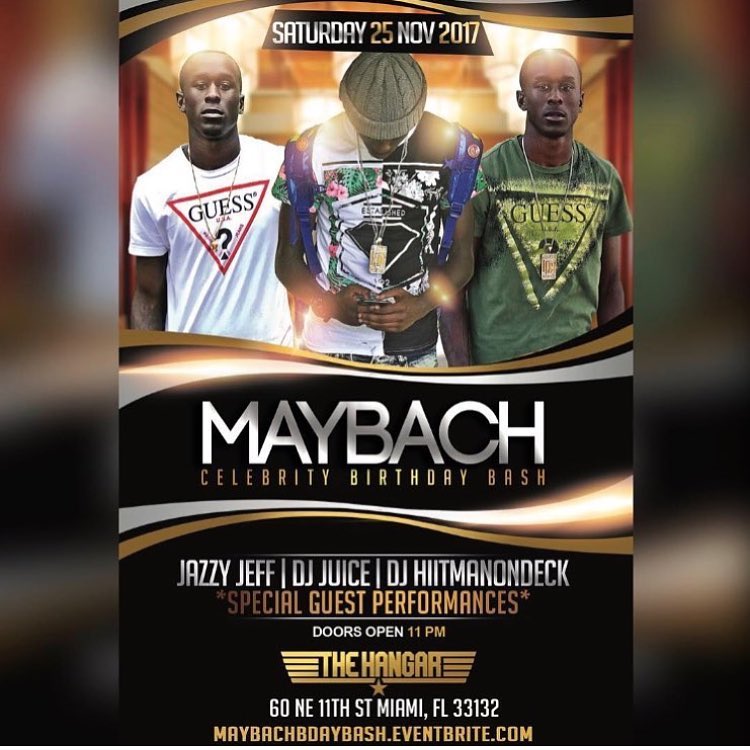 SATURDAY 25 NOV 2017
GUESS®
U.S.A.
?
ESTABLISHED
GUESS
U.S.A.
?
MAYBACH
CELEBRITY BIRTHDAY BASH
JAZZY JEFF | DJ JUICE | DJ HIITMANONDECK
*SPECIAL GUEST PERFORMANCES*
DOORS OPEN 11 PM
THE HANGAR
60 NE 11TH ST MIAMI, FL 33132
MAYBACHBDAYBASH.EVENTBRITE.COM